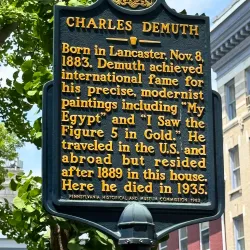 CHARLES DEMUTH
Born in Lancaster, Nov. 8,
1883. Demuth achieved
international fame for
his precise, modernist
paintings including "My
Egypt" and "I Saw the
Figure 5 in Gold." He
traveled in the U.S. and
abroad but resided
after 1889 in this house.
Here he died in 1935.
PENNSYLVANIA HISTORICAL AND MUSEUM COMMISSION